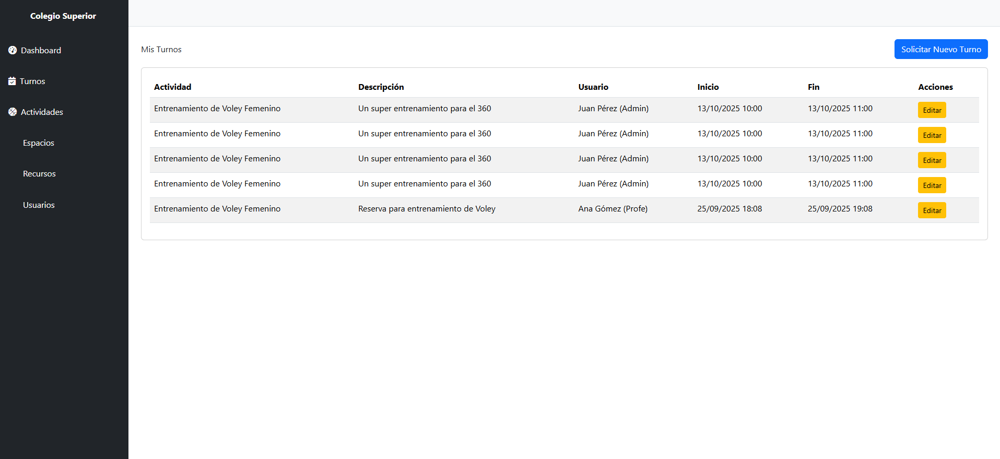 Colegio Superior
Dashboard
Turnos
Actividades
Espacios
Recursos
Usuarios
Mis Turnos
Solicitar Nuevo Turno
Actividad Descripción Usuario Inicio Fin Acciones
Entrenamiento de Voley Femenino Un super entrenamiento para el 360 Juan Pérez (Admin) 13/10/2025 10:00 13/10/2025 11:00 Editar
Entrenamiento de Voley Femenino Un super entrenamiento para el 360 Juan Pérez (Admin) 13/10/2025 10:00 13/10/2025 11:00 Editar
Entrenamiento de Voley Femenino Un super entrenamiento para el 360 Juan Pérez (Admin) 13/10/2025 10:00 13/10/2025 11:00 Editar
Entrenamiento de Voley Femenino Un super entrenamiento para el 360 Juan Pérez (Admin) 13/10/2025 10:00 13/10/2025 11:00 Editar
Entrenamiento de Voley Femenino Reserva para entrenamiento de Voley Ana Gómez (Profe) 25/09/2025 18:08 25/09/2025 19:08 Editar